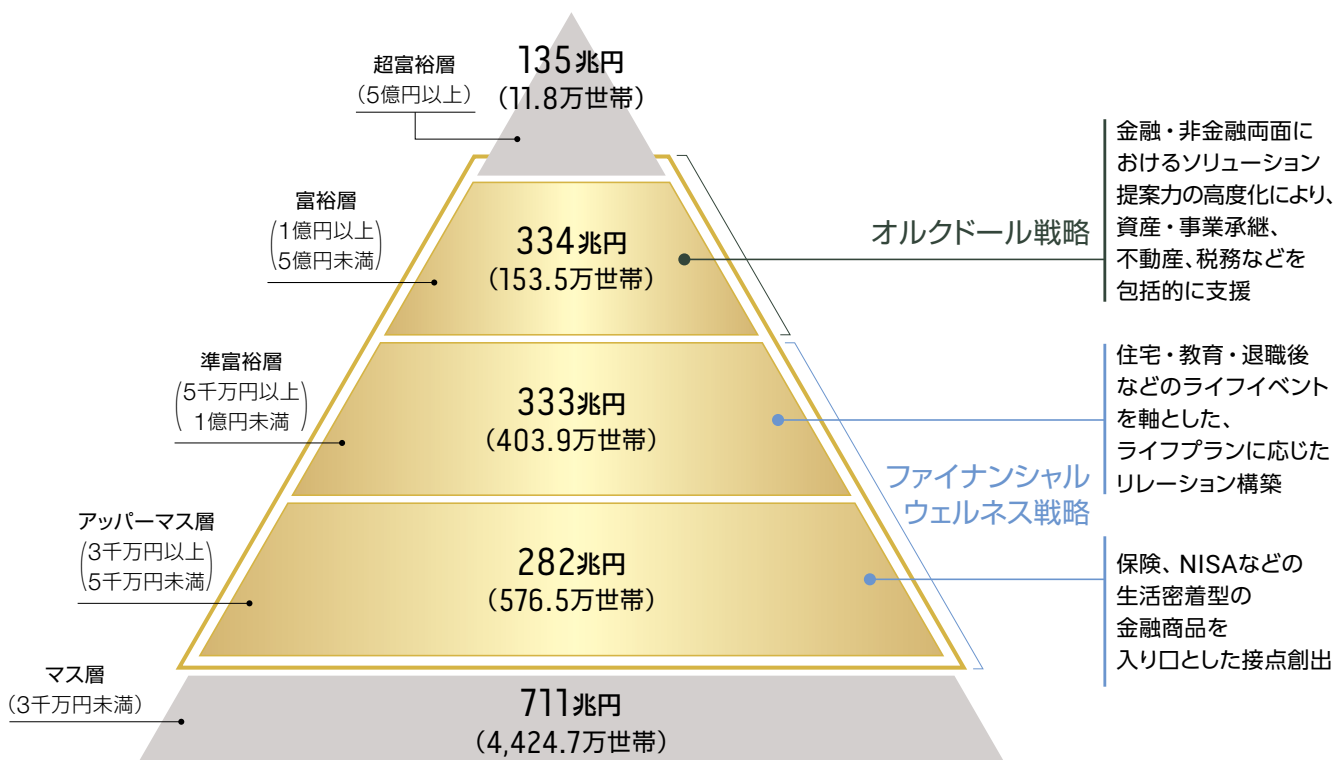 超富裕層
（5億円以上）
135兆円
（11.8万世帯）
富裕層
（1億円以上
5億円未満）
334兆円
（153.5万世帯）
準富裕層
（5千万円以上
1億円未満）
333兆円
（403.9万世帯）
アッパーマス層
（3千万円以上
5千万円未満）
282兆円
（576.5万世帯）
マス層
（3千万円未満）
711兆円
（4,424.7万世帯）
オルクドール戦略
金融・非金融両面に
おけるソリューション
提案力の高度化により、
資産・事業承継、
不動産、税務などを
包括的に支援
ファイナンシャル
ウェルネス戦略
住宅・教育・退職後
などのライフイベント
を軸とした、
ライフプランに応じた
リレーション構築
保険、NISAなどの
生活密着型の
金融商品を
入り口とした接点創出